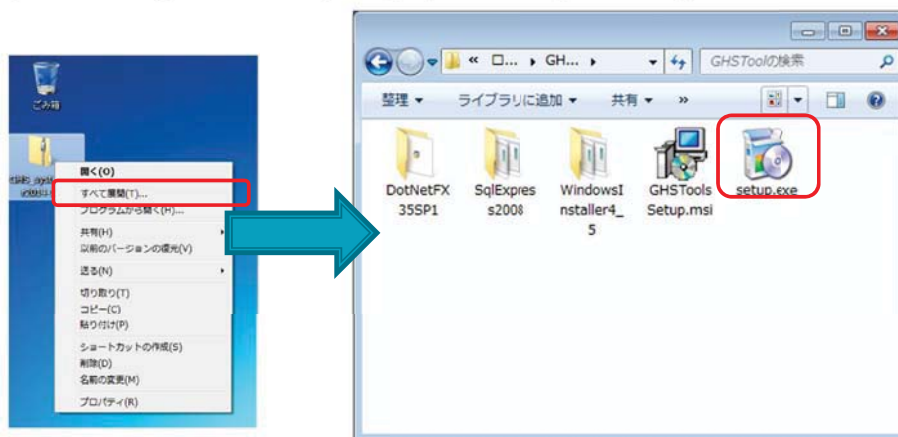 ごみ箱
開く(O)
すべて展開(T)...
プログラムから開く(H)...
共有(H)
以前のバージョンの復元(V)
送る(N)
切り取り(T)
コピー(C)
貼り付け(P)
ショートカットの作成(S)
削除(D)
名前の変更(M)
プロパティ(R)
« ロ... ▸ GH... ▸
GHSToolの検索
整理 ▼ ライブラリに追加 ▼ 共有 ▼ »
DotNetFX
35SP1
SqlExpres
s2008
WindowsI
nstaller4_
5
GHSTools
Setup.msi
setup.exe